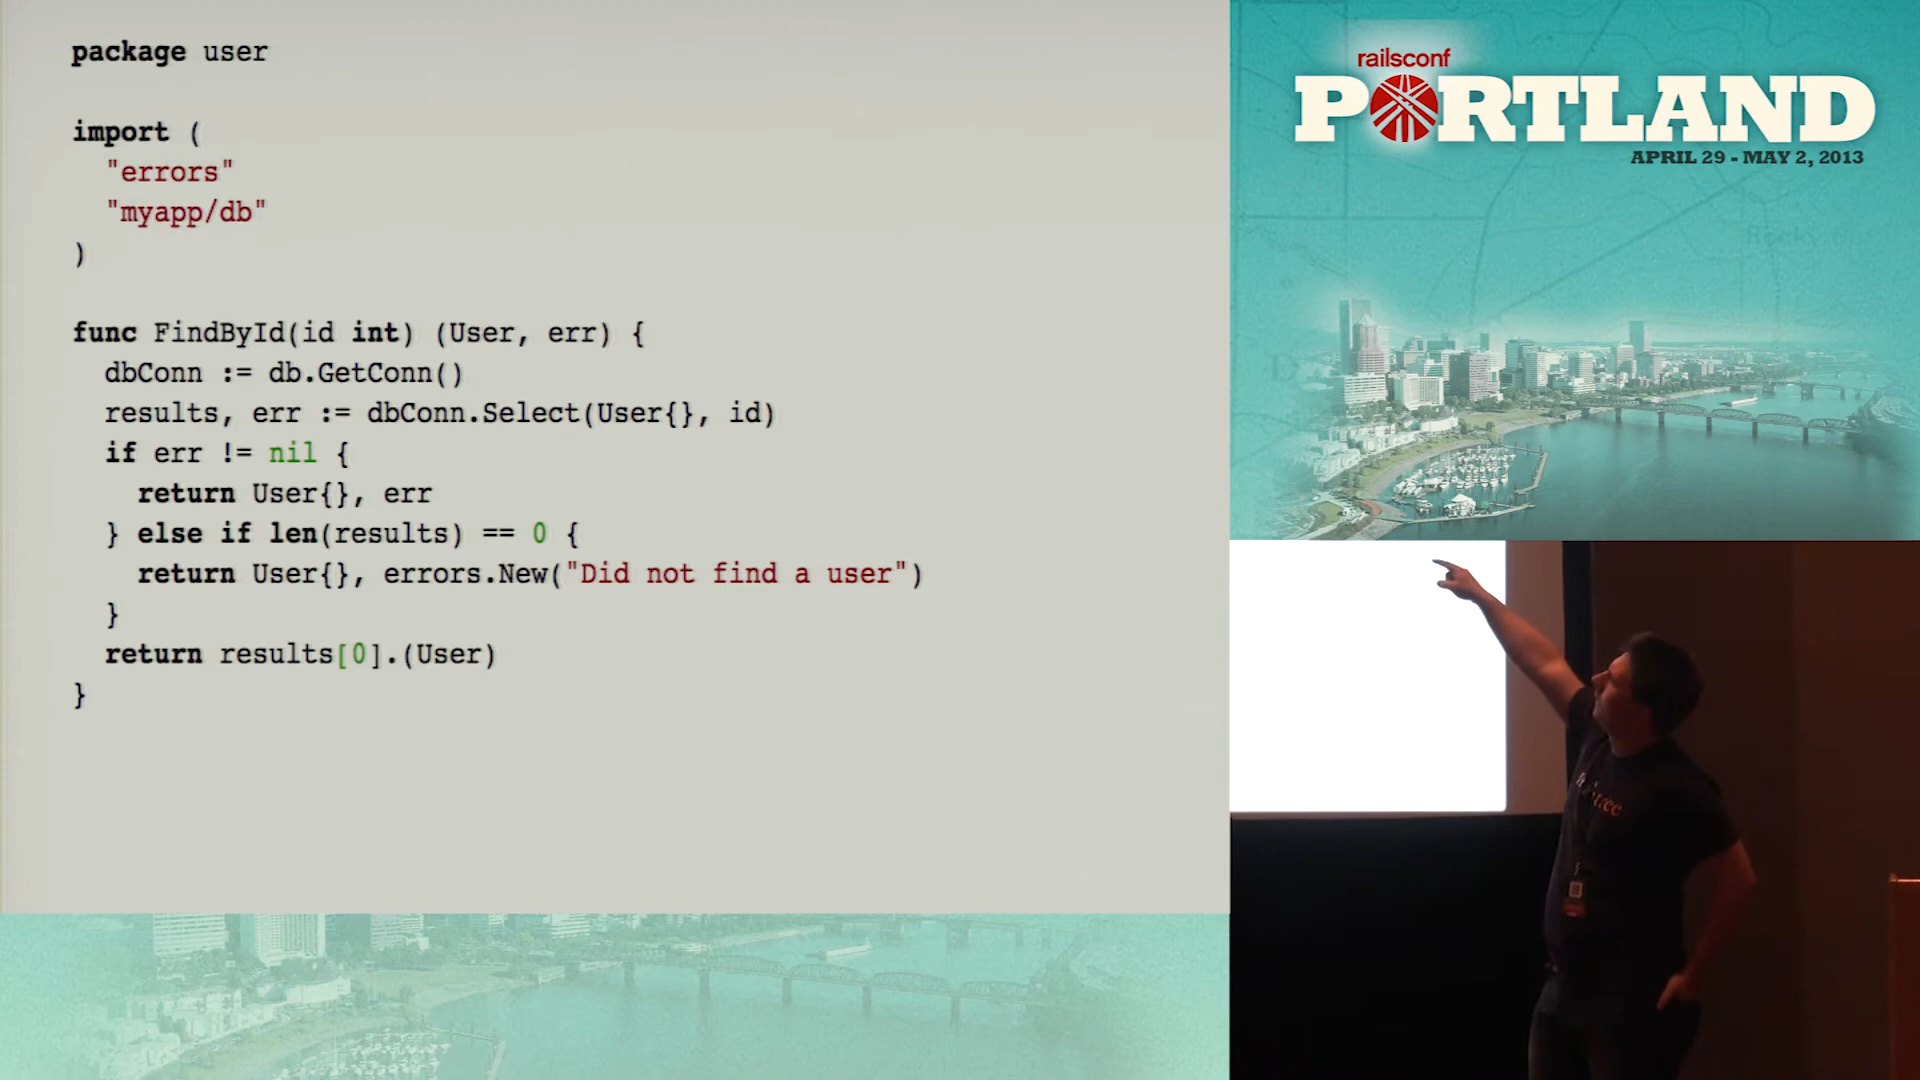 package user
import (
"errors"
"myapp/db"
)
func FindById(id int) (User, err) {
dbConn := db.GetConn()
results, err := dbConn.Select(User{}, id)
if err != nil {
return User{}, err
} else if len(results) == 0 {
return User{}, errors.New("Did not find a user")
}
return results[0].(User)
}
railsconf
PORTLAND
APRIL 29 - MAY 2, 2013